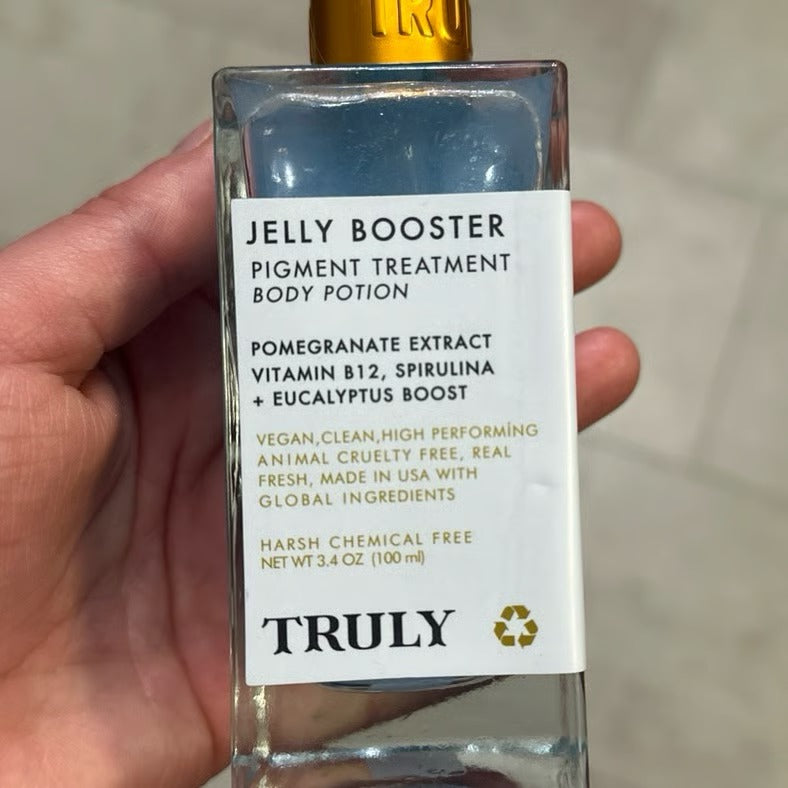 TRU
JELLY BOOSTER
PIGMENT TREATMENT
BODY POTION
POMEGRANATE EXTRACT
VITAMIN B12, SPIRULINA
+ EUCALYPTUS BOOST
VEGAN,CLEAN,HIGH PERFORMİNG
ANIMAL CRUELTY FREE, REAL
FRESH, MADE IN USA WITH
GLOBAL INGREDIENTS
HARSH CHEMICAL FREE
NET WT 3.4 OZ (100 ml)
TRULY